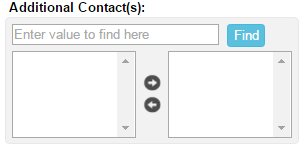 Additional Contact(s):
Enter value to find here
Find